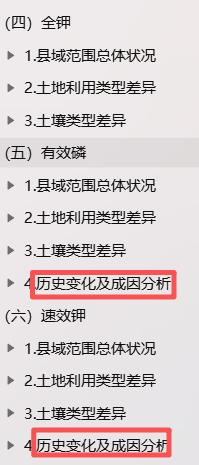 (四) 全钾
1.县域范围总体状况
2.土地利用类型差异
3.土壤类型差异
(五) 有效磷
1.县域范围总体状况
2.土地利用类型差异
3.土壤类型差异
4.历史变化及成因分析
(六) 速效钾
1.县域范围总体状况
2.土地利用类型差异
3.土壤类型差异
4.历史变化及成因分析